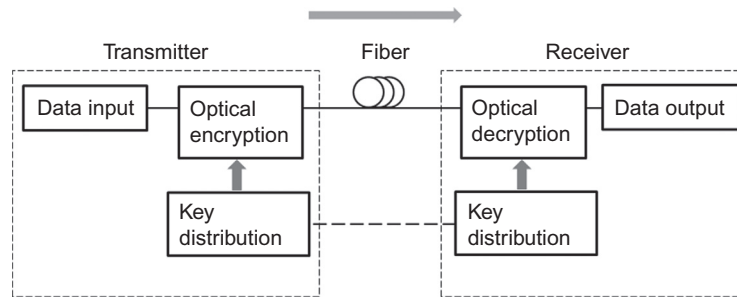 Transmitter
Fiber
Receiver
Data input
Optical
encryption
Optical
decryption
Data output
Key
distribution
Key
distribution